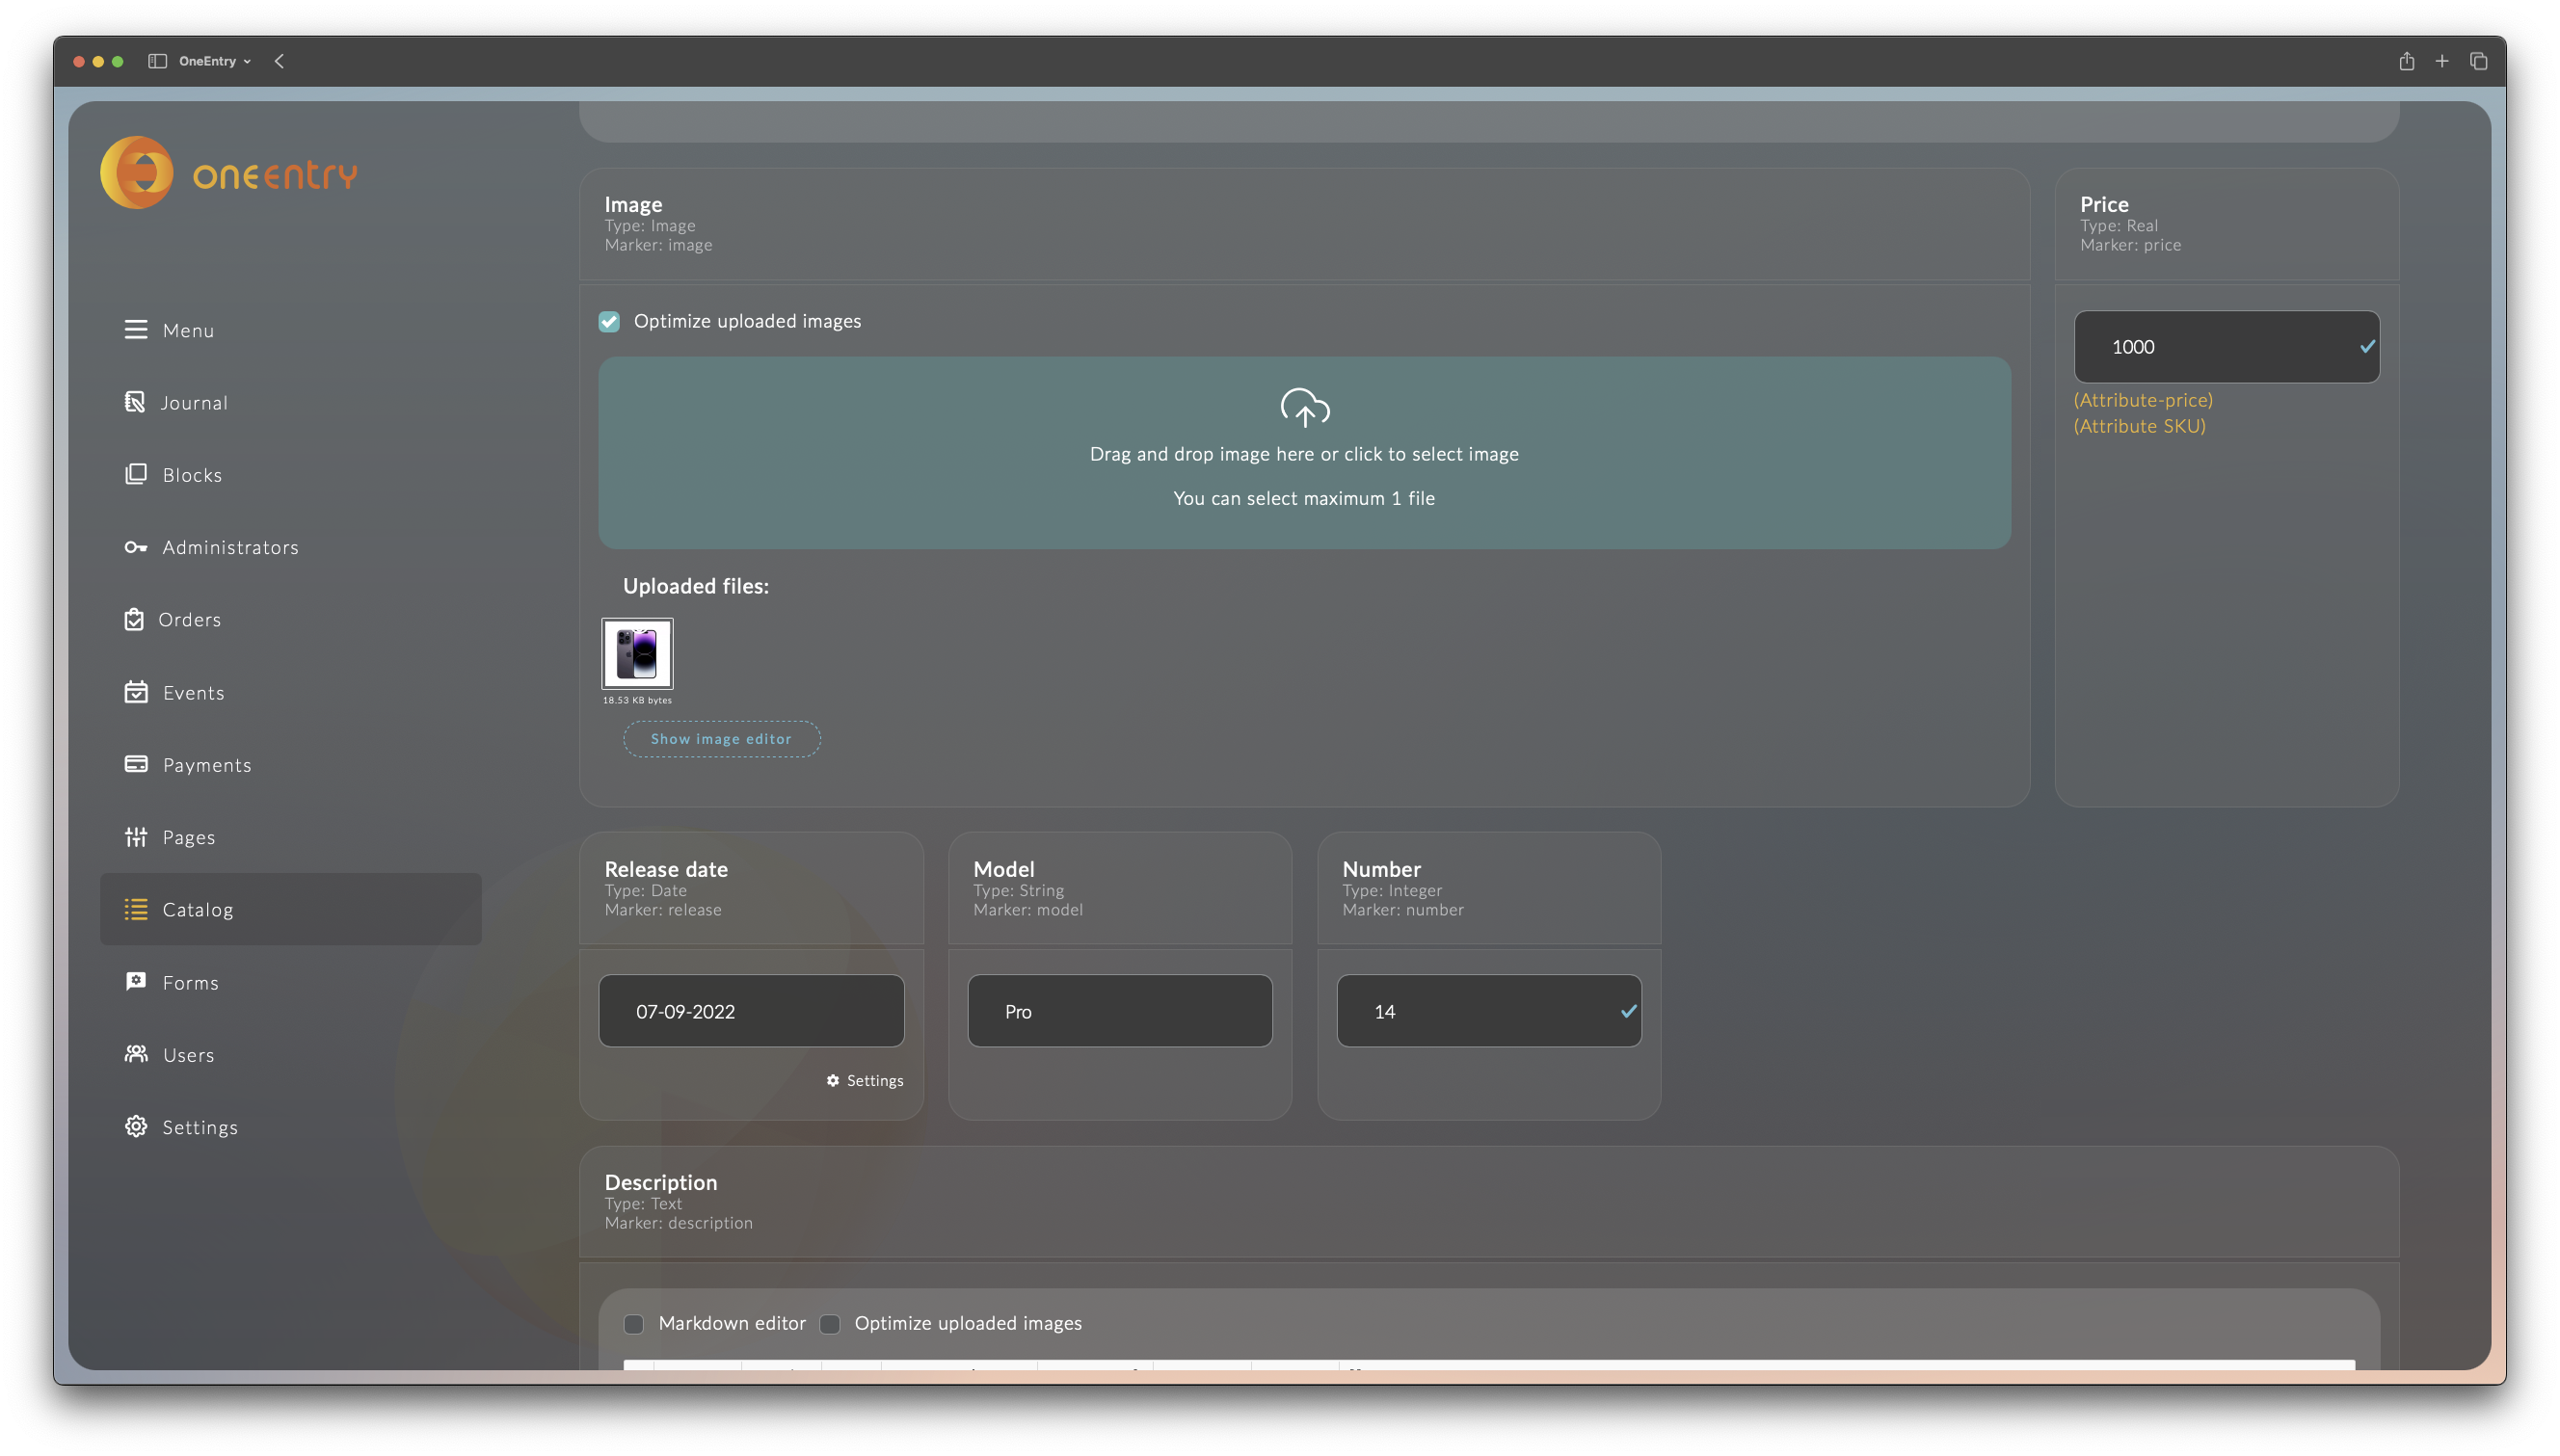 OneEntry
oneentry
Menu
Journal
Blocks
Administrators
Orders
Events
Payments
Pages
Catalog
Forms
Users
Settings
Image
Type: Image
Marker: image
Optimize uploaded images
Drag and drop image here or click to select image
You can select maximum 1 file
Uploaded files:
18.53 KB bytes
Show image editor
Price
Type: Real
Marker: price
1000
(Attribute-price)
(Attribute SKU)
Release date
Type: Date
Marker: release
07-09-2022
Settings
Model
Type: String
Marker: model
Pro
Number
Type: Integer
Marker: number
14
Description
Type: Text
Marker: description
Markdown editor Optimize uploaded images